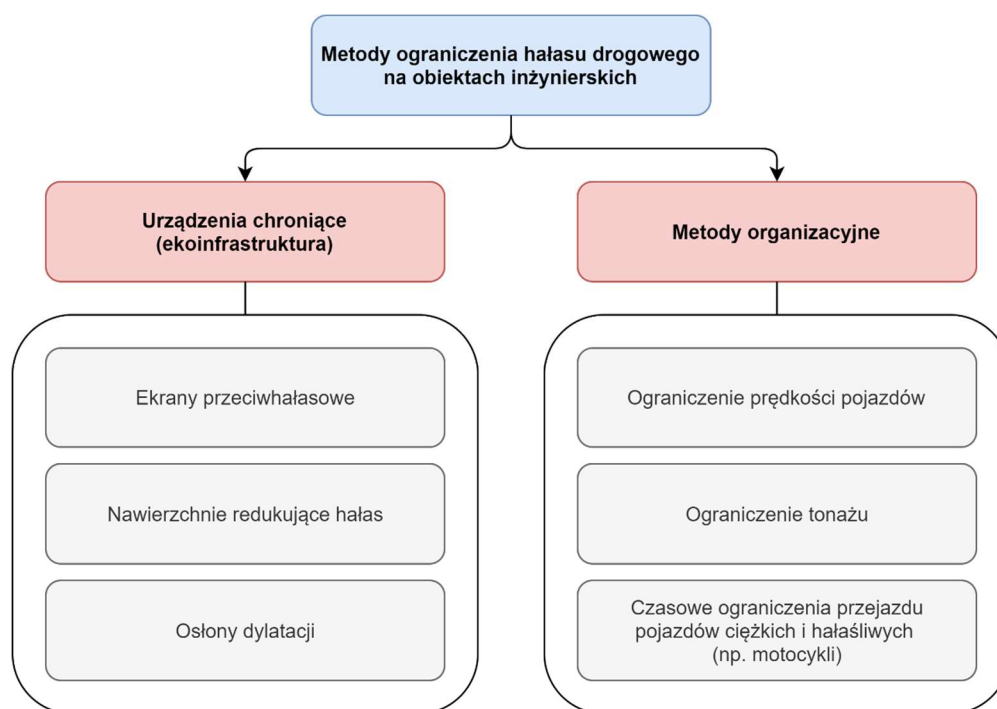 Metody ograniczenia hałasu drogowego
na obiektach inżynierskich
Urządzenia chroniące
(ekoinfrastruktura)
Metody organizacyjne
Ekrany przeciwhałasowe
Ograniczenie prędkości pojazdów
Nawierzchnie redukujące hałas
Ograniczenie tonażu
Osłony dylatacji
Czasowe ograniczenia przejazdu
pojazdów ciężkich i hałaśliwych
(np. motocykli)